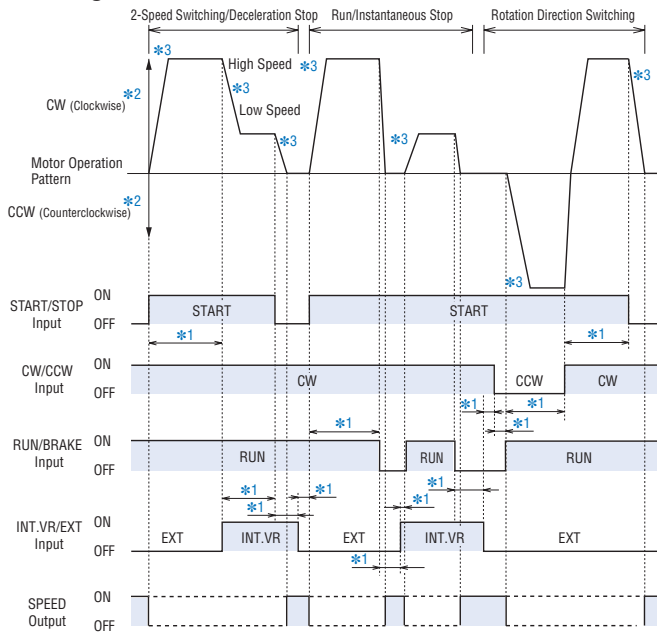 2-Speed Switching/Deceleration Stop Run/Instantaneous Stop Rotation Direction Switching
*3 High Speed *3 *3
*2 *3
CW (Clockwise)
Low Speed
*3 *3
Motor Operation
Pattern
*2
CCW (Counterclockwise)
*3
START/STOP
Input
ON
OFF
START START
*1 *1
CW/CCW
Input
ON
OFF
CW CCW CW
*1 *1 *1
*1
RUN/BRAKE
Input
ON
OFF
RUN RUN RUN
*1 *1 *1 *1
*1
INT.VR/EXT
Input
ON
OFF
EXT INT.VR EXT INT.VR EXT
*1
SPEED
Output
ON
OFF